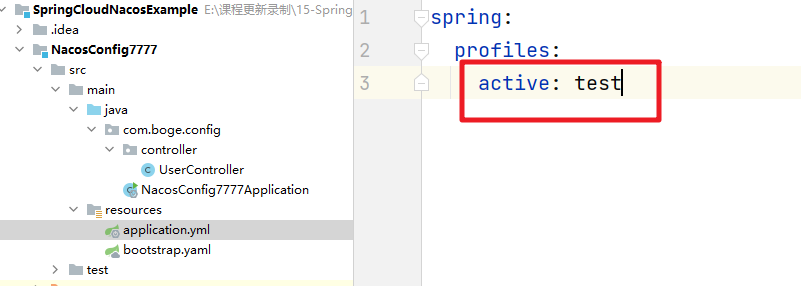 SpringCloudNacosExample E:\课程更新录制\15-Spring
.idea
NacosConfig7777
src
main
java
com.boge.config
controller
UserController
NacosConfig7777Application
resources
application.yml
bootstrap.yaml
test
1 spring:
2 profiles:
3 active: test